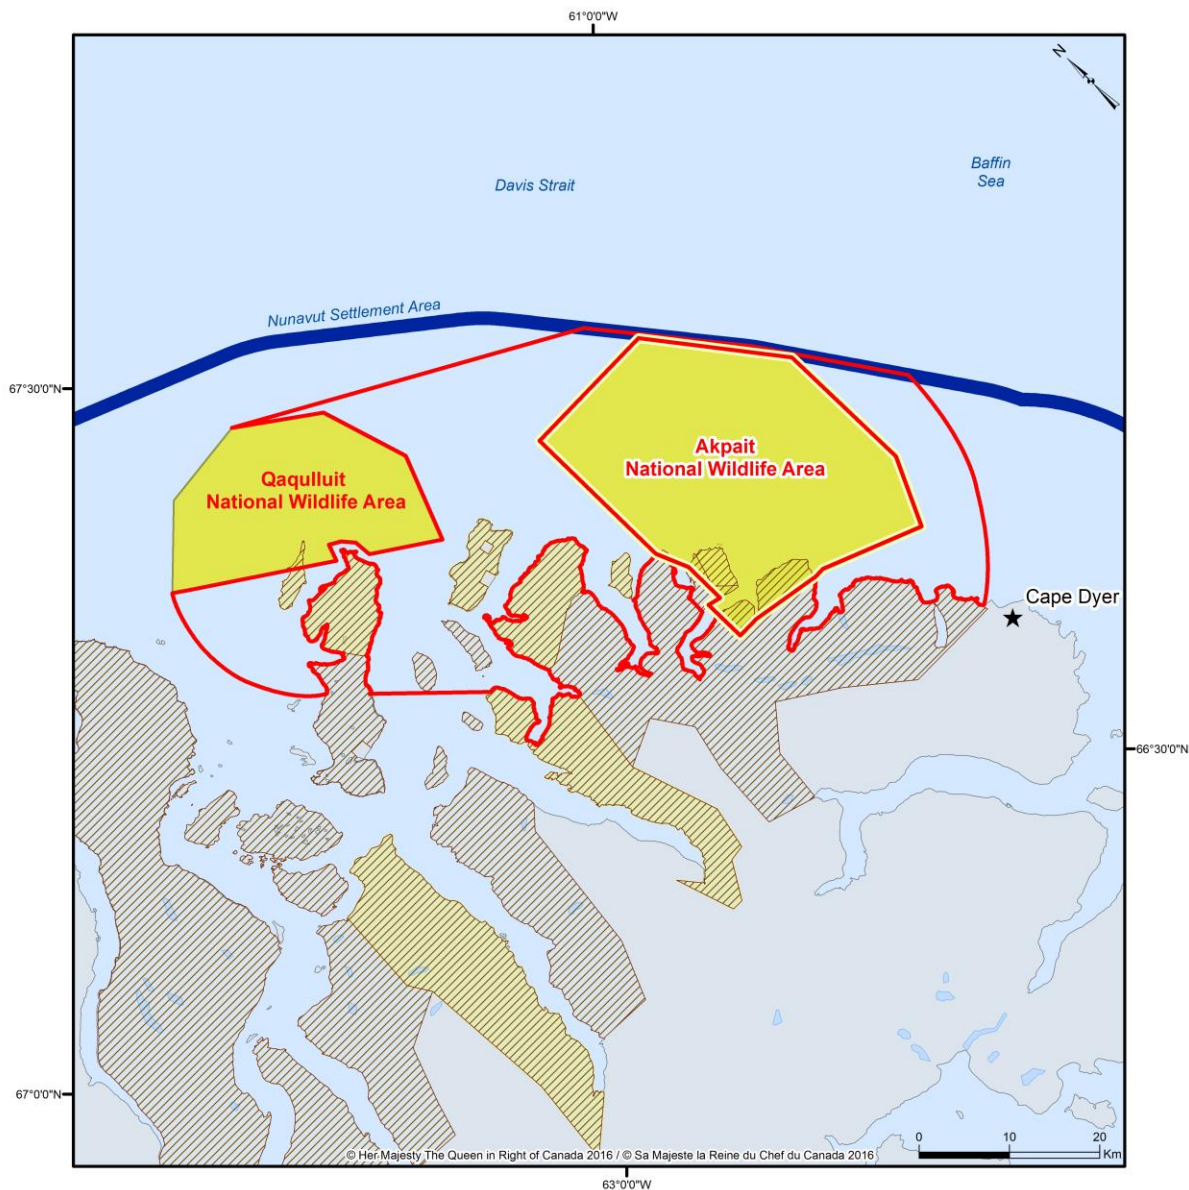 61°0'0"W
N
Baffin
Sea
Davis Strait
Nunavut Settlement Area
67°30'0"N
Akpait
National Wildlife Area
Qaqulluit
National Wildlife Area
Cape Dyer
66°30'0"N
67°0'0"N
0 10 20
Km
© Her Majesty The Queen in Right of Canada 2016 / © Sa Majeste la Reine du Chef du Canada 2016
63°0'0"W